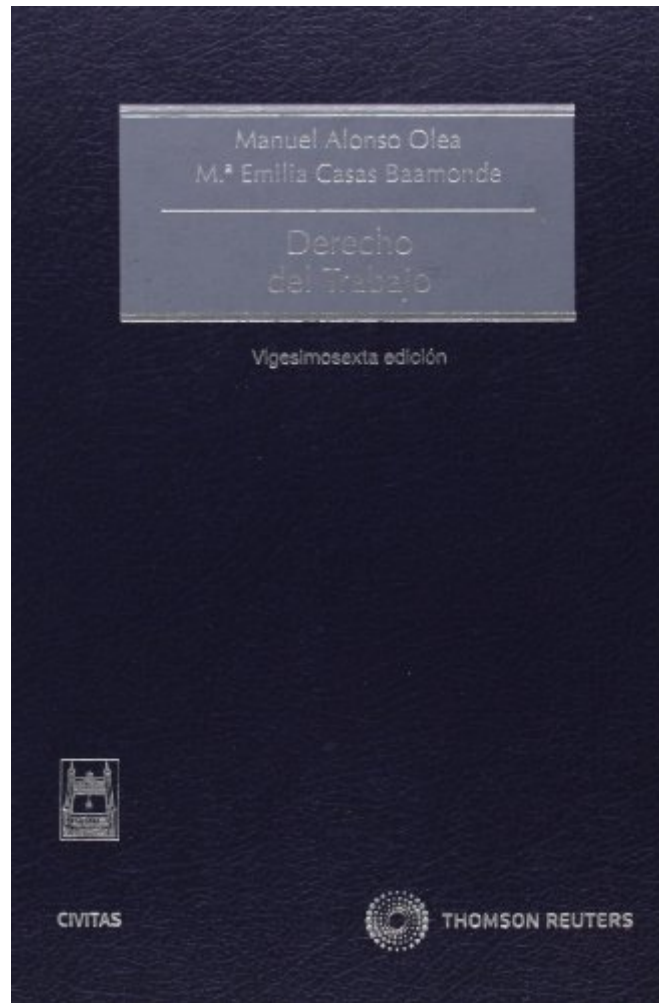 Manuel Alonso Olea
M.ª Emilia Casas Baamonde
Derecho
del Trabajo
Vigesimosexta edición
CIVITAS
THOMSON REUTERS